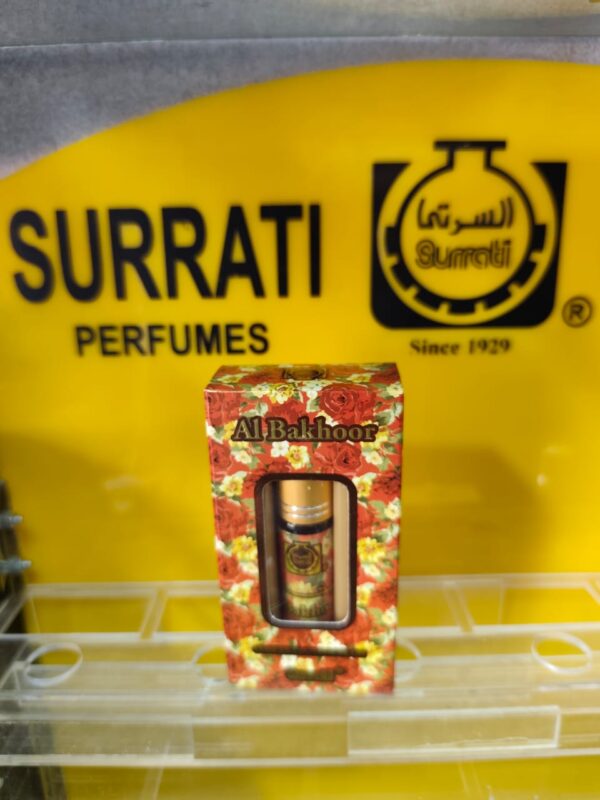 SURRATI
PERFUMES
السرتي
Surrati
®
Since 1929
Al Bakhoor